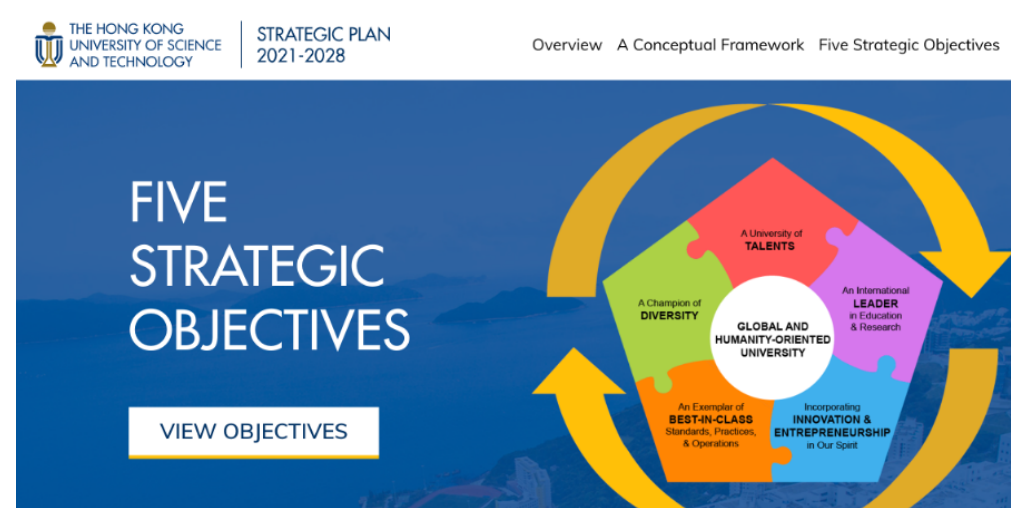 THE HONG KONG
UNIVERSITY OF SCIENCE
AND TECHNOLOGY
STRATEGIC PLAN
2021-2028
Overview A Conceptual Framework Five Strategic Objectives
FIVE
STRATEGIC
OBJECTIVES
VIEW OBJECTIVES
A University of
TALENTS
An International
LEADER
in Education
& Research
A Champion of
DIVERSITY
GLOBAL AND
HUMANITY-ORIENTED
UNIVERSITY
An Exemplar of
BEST-IN-CLASS
Standards, Practices,
& Operations
Incorporating
INNOVATION &
ENTREPRENEURSHIP
in Our Spirit